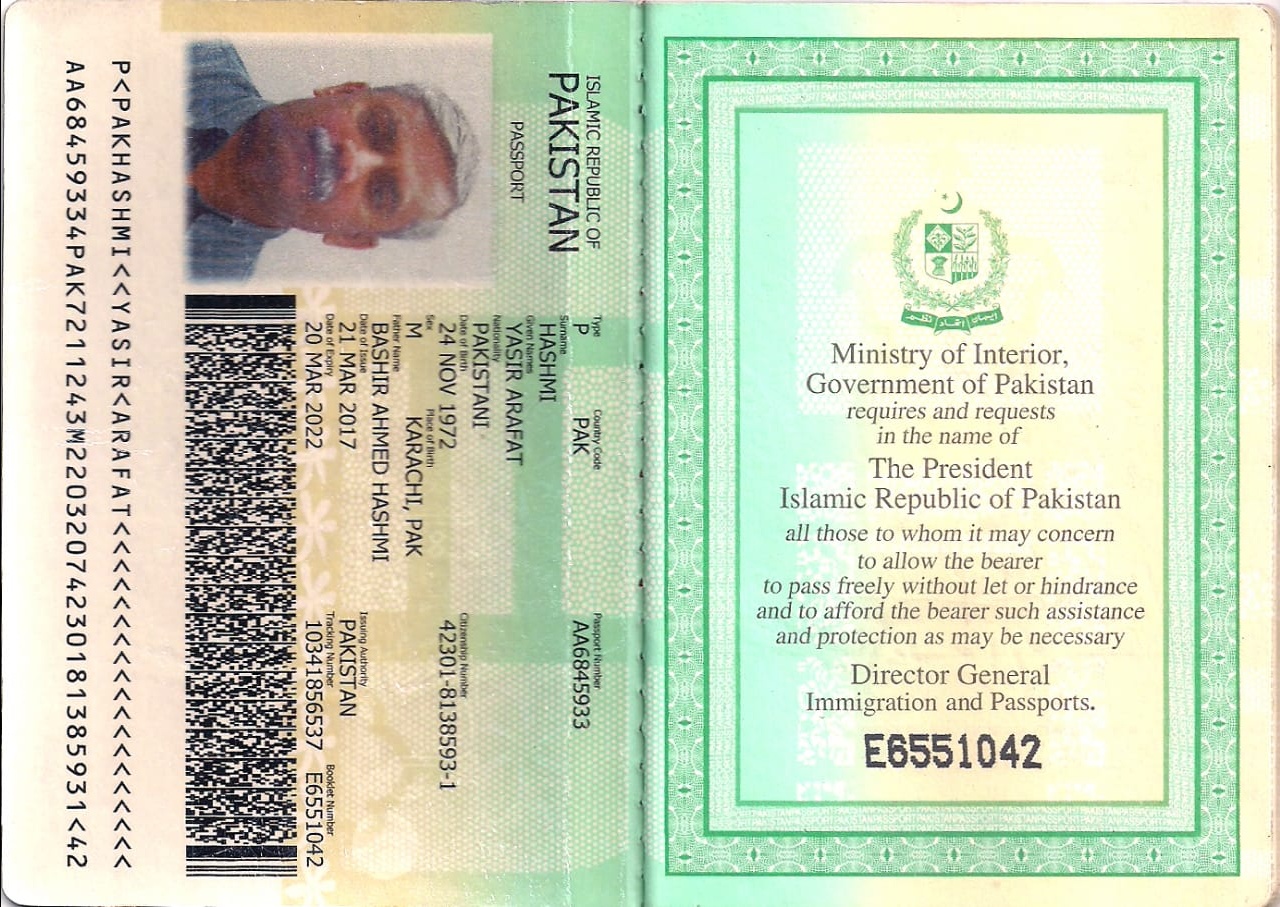 ISLAMIC REPUBLIC OF
PAKISTAN
PASSPORT
Type Country Code Passport Number
P PAK AA6845933
Surname
HASHMI
Given Names
YASIR ARAFAT
Nationality
PAKISTANI
Date of Birth Citizenship Number
24 NOV 1972 42301-8138593-1
Sex Place of Birth
M KARACHI, PAK
Father Name
BASHIR AHMED HASHMI
Date of Issue Issuing Authority
21 MAR 2017 PAKISTAN
Date of Expiry Tracking Number Booklet Number
20 MAR 2022 10341856537 E6551042
P<PAKHASHMI<<YASIR<ARAFAT<<<<<<<<<<<<<<<<<<<
AA68459334PAK7211243M22032074230181385931<42
ایمان اتحاد نظم
Ministry of Interior,
Government of Pakistan
requires and requests
in the name of
The President
Islamic Republic of Pakistan
all those to whom it may concern
to allow the bearer
to pass freely without let or hindrance
and to afford the bearer such assistance
and protection as may be necessary
Director General
Immigration and Passports.
E6551042